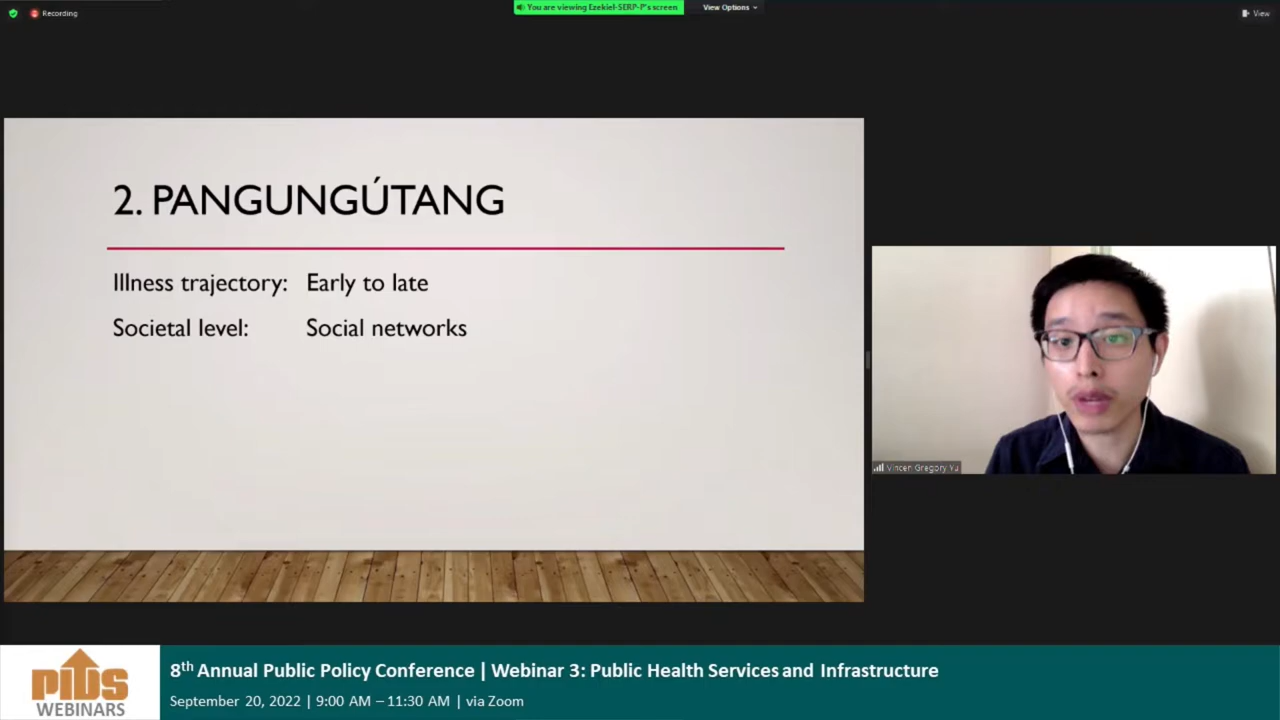 Recording
You are viewing Ezekiel-SERP-P's screen
View Options
View
2. PANGUNGÚTANG
Illness trajectory: Early to late
Societal level: Social networks
Vincen Gregory Yu
pids
WEBINARS
8th Annual Public Policy Conference | Webinar 3: Public Health Services and Infrastructure
September 20, 2022 | 9:00 AM – 11:30 AM | via Zoom